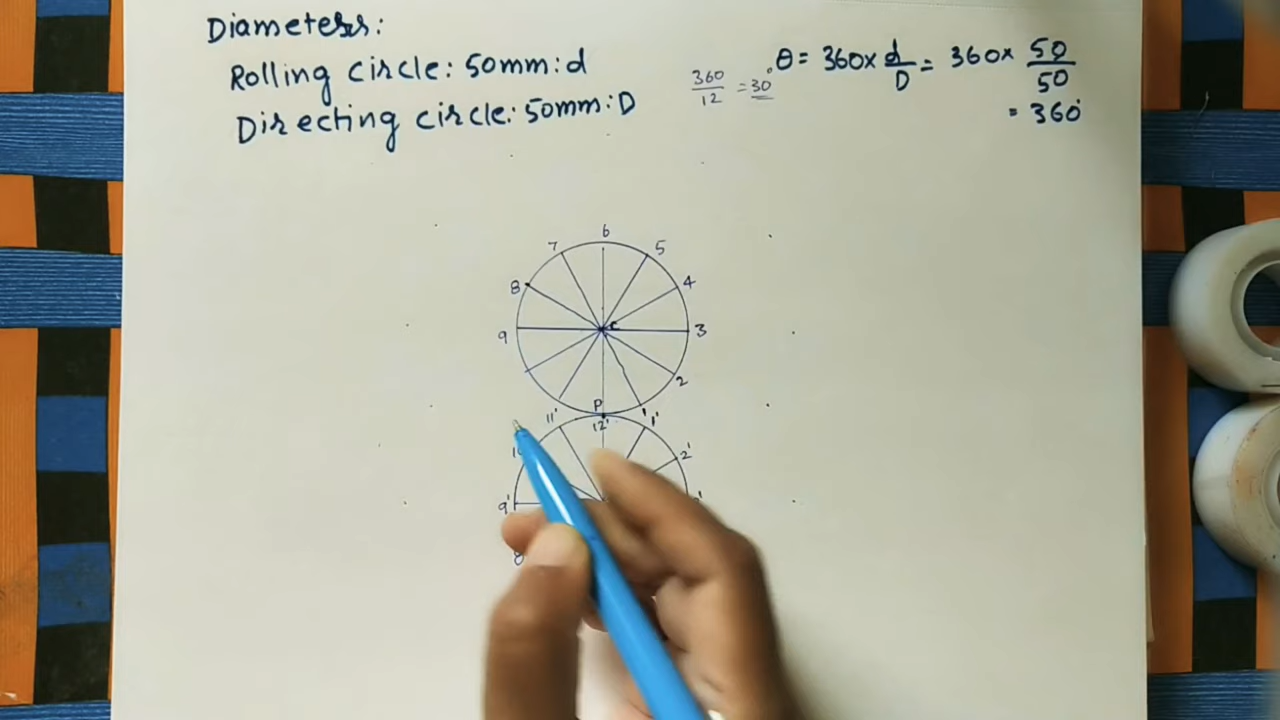 Diameters:
Rolling circle: 50mm: d
Directing circle: 50mm: D
360/12 = 30°
θ = 360 × d/D = 360 × 50/50
= 360°
6
7
5
8
4
C
9
3
2
P
11'
12'
1'
1'
2'
9'